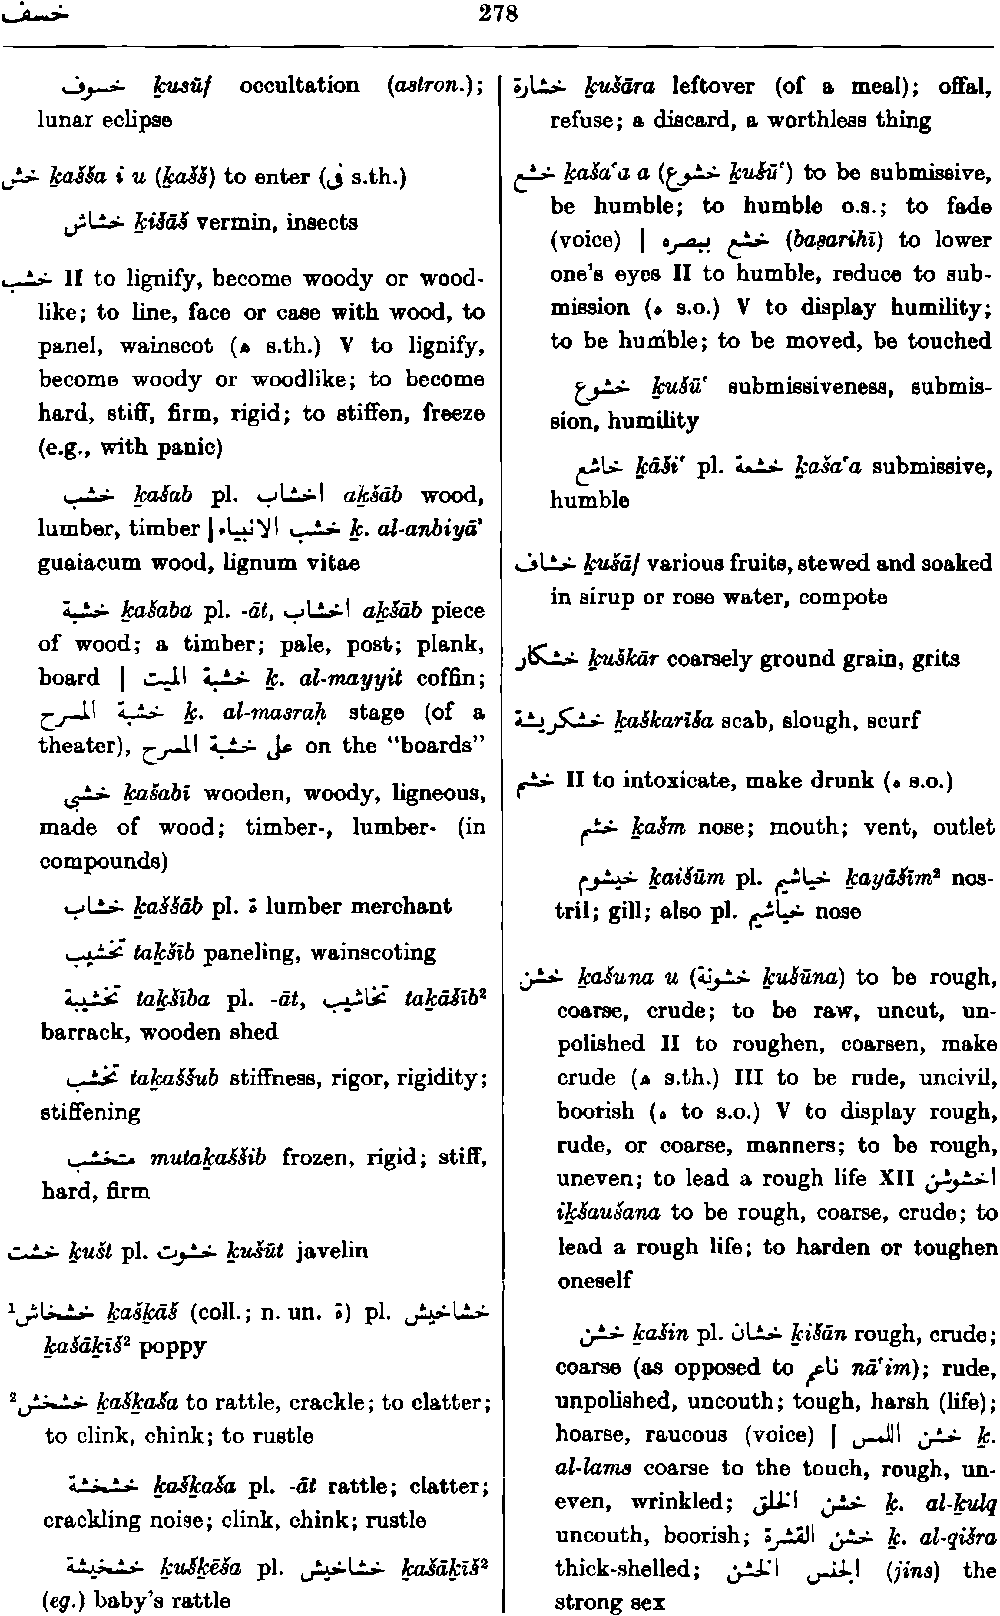 خسف 278
خسوف ḵusūf occultation (astron.);
lunar eclipse
خش ḵašša i u (ḵašš) to enter (في s.th.)
خشاش ḵišāš vermin, insects
خشب II to lignify, become woody or wood-
like; to line, face or case with wood, to
panel, wainscot (ه s.th.) V to lignify,
become woody or woodlike; to become
hard, stiff, firm, rigid; to stiffen, freeze
(e.g., with panic)
خشب ḵašab pl. اخشاب aḵšāb wood,
lumber, timber | خشب الانبياء ḵ. al-anbiyā’
guaiacum wood, lignum vitae
خشبة ḵašaba pl. -āt, اخشاب aḵšāb piece
of wood; a timber; pale, post; plank,
board | خشبة الميت ḵ. al-mayyit coffin;
خشبة المسرح ḵ. al-masraḥ stage (of a
theater), على خشبة المسرح on the “boards”
خشبي ḵašabī wooden, woody, ligneous,
made of wood; timber-, lumber- (in
compounds)
خشاب ḵaššāb pl. ة lumber merchant
تخشيب taḵšīb paneling, wainscoting
تخشيبة taḵšība pl. -āt, تخاشيب taḵāšīb²
barrack, wooden shed
تخشب taḵaššub stiffness, rigor, rigidity;
stiffening
متخشب mutaḵaššib frozen, rigid; stiff,
hard, firm
خشت ḵušt pl. خشوت ḵušūt javelin
¹خشخاش ḵašḵāš (coll.; n. un. ة) pl. خشاخيش
ḵašāḵīš² poppy
²خشخش ḵašḵaša to rattle, crackle; to clatter;
to clink, chink; to rustle
خشخشة ḵašḵaša pl. -āt rattle; clatter;
crackling noise; clink, chink; rustle
خشخيشة ḵušḵēša pl. خشاخيش ḵašāḵīš²
(eg.) baby’s rattle
خشارة ḵušāra leftover (of a meal); offal,
refuse; a discard, a worthless thing
خشع ḵaša‘a a (خشوع ḵušū‘) to be submissive,
be humble; to humble o.s.; to fade
(voice) | خشع ببصره (baṣarihī) to lower
one’s eyes II to humble, reduce to sub-
mission (ه s.o.) V to display humility;
to be humble; to be moved, be touched
خشوع ḵušū‘ submissiveness, submis-
sion, humility
خاشع ḵāši‘ pl. خشعة ḵaša‘a submissive,
humble
خشاف ḵušāf various fruits, stewed and soaked
in sirup or rose water, compote
خشكار ḵuškār coarsely ground grain, grits
خشكريشة ḵaškarīša scab, slough, scurf
خشم II to intoxicate, make drunk (ه s.o.)
خشم ḵašm nose; mouth; vent, outlet
خيشوم ḵaišūm pl. خياشيم ḵayāšīm² nos-
tril; gill; also pl. خياشيم nose
خشن ḵašuna u (خشونة ḵušūna) to be rough,
coarse, crude; to be raw, uncut, un-
polished II to roughen, coarsen, make
crude (ه s.th.) III to be rude, uncivil,
boorish (ه to s.o.) V to display rough,
rude, or coarse, manners; to be rough,
uneven; to lead a rough life XII اخشوشن
iḵšaušana to be rough, coarse, crude; to
lead a rough life; to harden or toughen
oneself
خشن ḵašin pl. خشان ḵišān rough, crude;
coarse (as opposed to ناعم nā‘im); rude,
unpolished, uncouth; tough, harsh (life);
hoarse, raucous (voice) | خشن اللمس ḵ.
al-lams coarse to the touch, rough, un-
even, wrinkled; خشن الخلق ḵ. al-ḵulq
uncouth, boorish; خشن القشرة ḵ. al-qišra
thick-shelled; الجنس الخشن (jins) the
strong sex